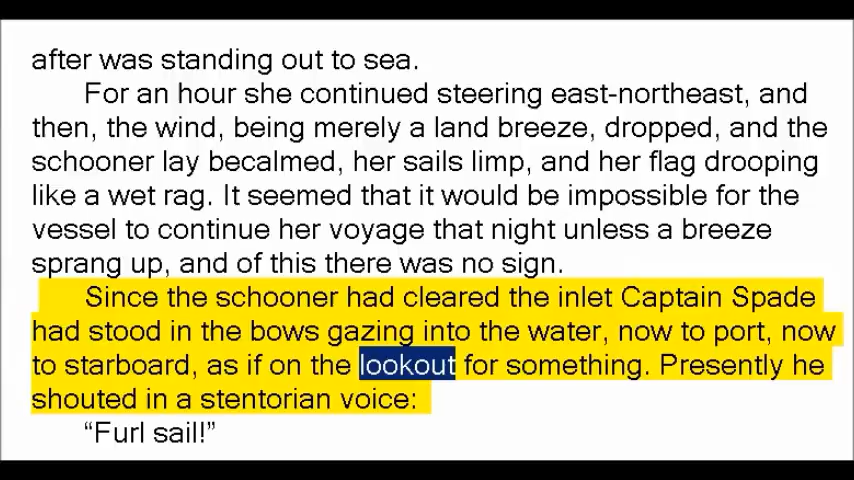 after was standing out to sea.
For an hour she continued steering east-northeast, and
then, the wind, being merely a land breeze, dropped, and the
schooner lay becalmed, her sails limp, and her flag drooping
like a wet rag. It seemed that it would be impossible for the
vessel to continue her voyage that night unless a breeze
sprang up, and of this there was no sign.
Since the schooner had cleared the inlet Captain Spade
had stood in the bows gazing into the water, now to port, now
to starboard, as if on the lookout for something. Presently he
shouted in a stentorian voice:
“Furl sail!”